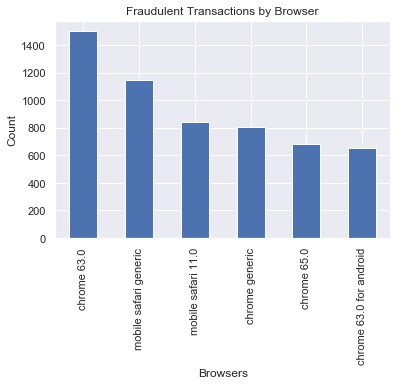 Fraudulent Transactions by Browser
1400
1200
1000
800
600
400
200
0
Count
chrome 63.0
mobile safari generic
mobile safari 11.0
chrome generic
chrome 65.0
chrome 63.0 for android
Browsers